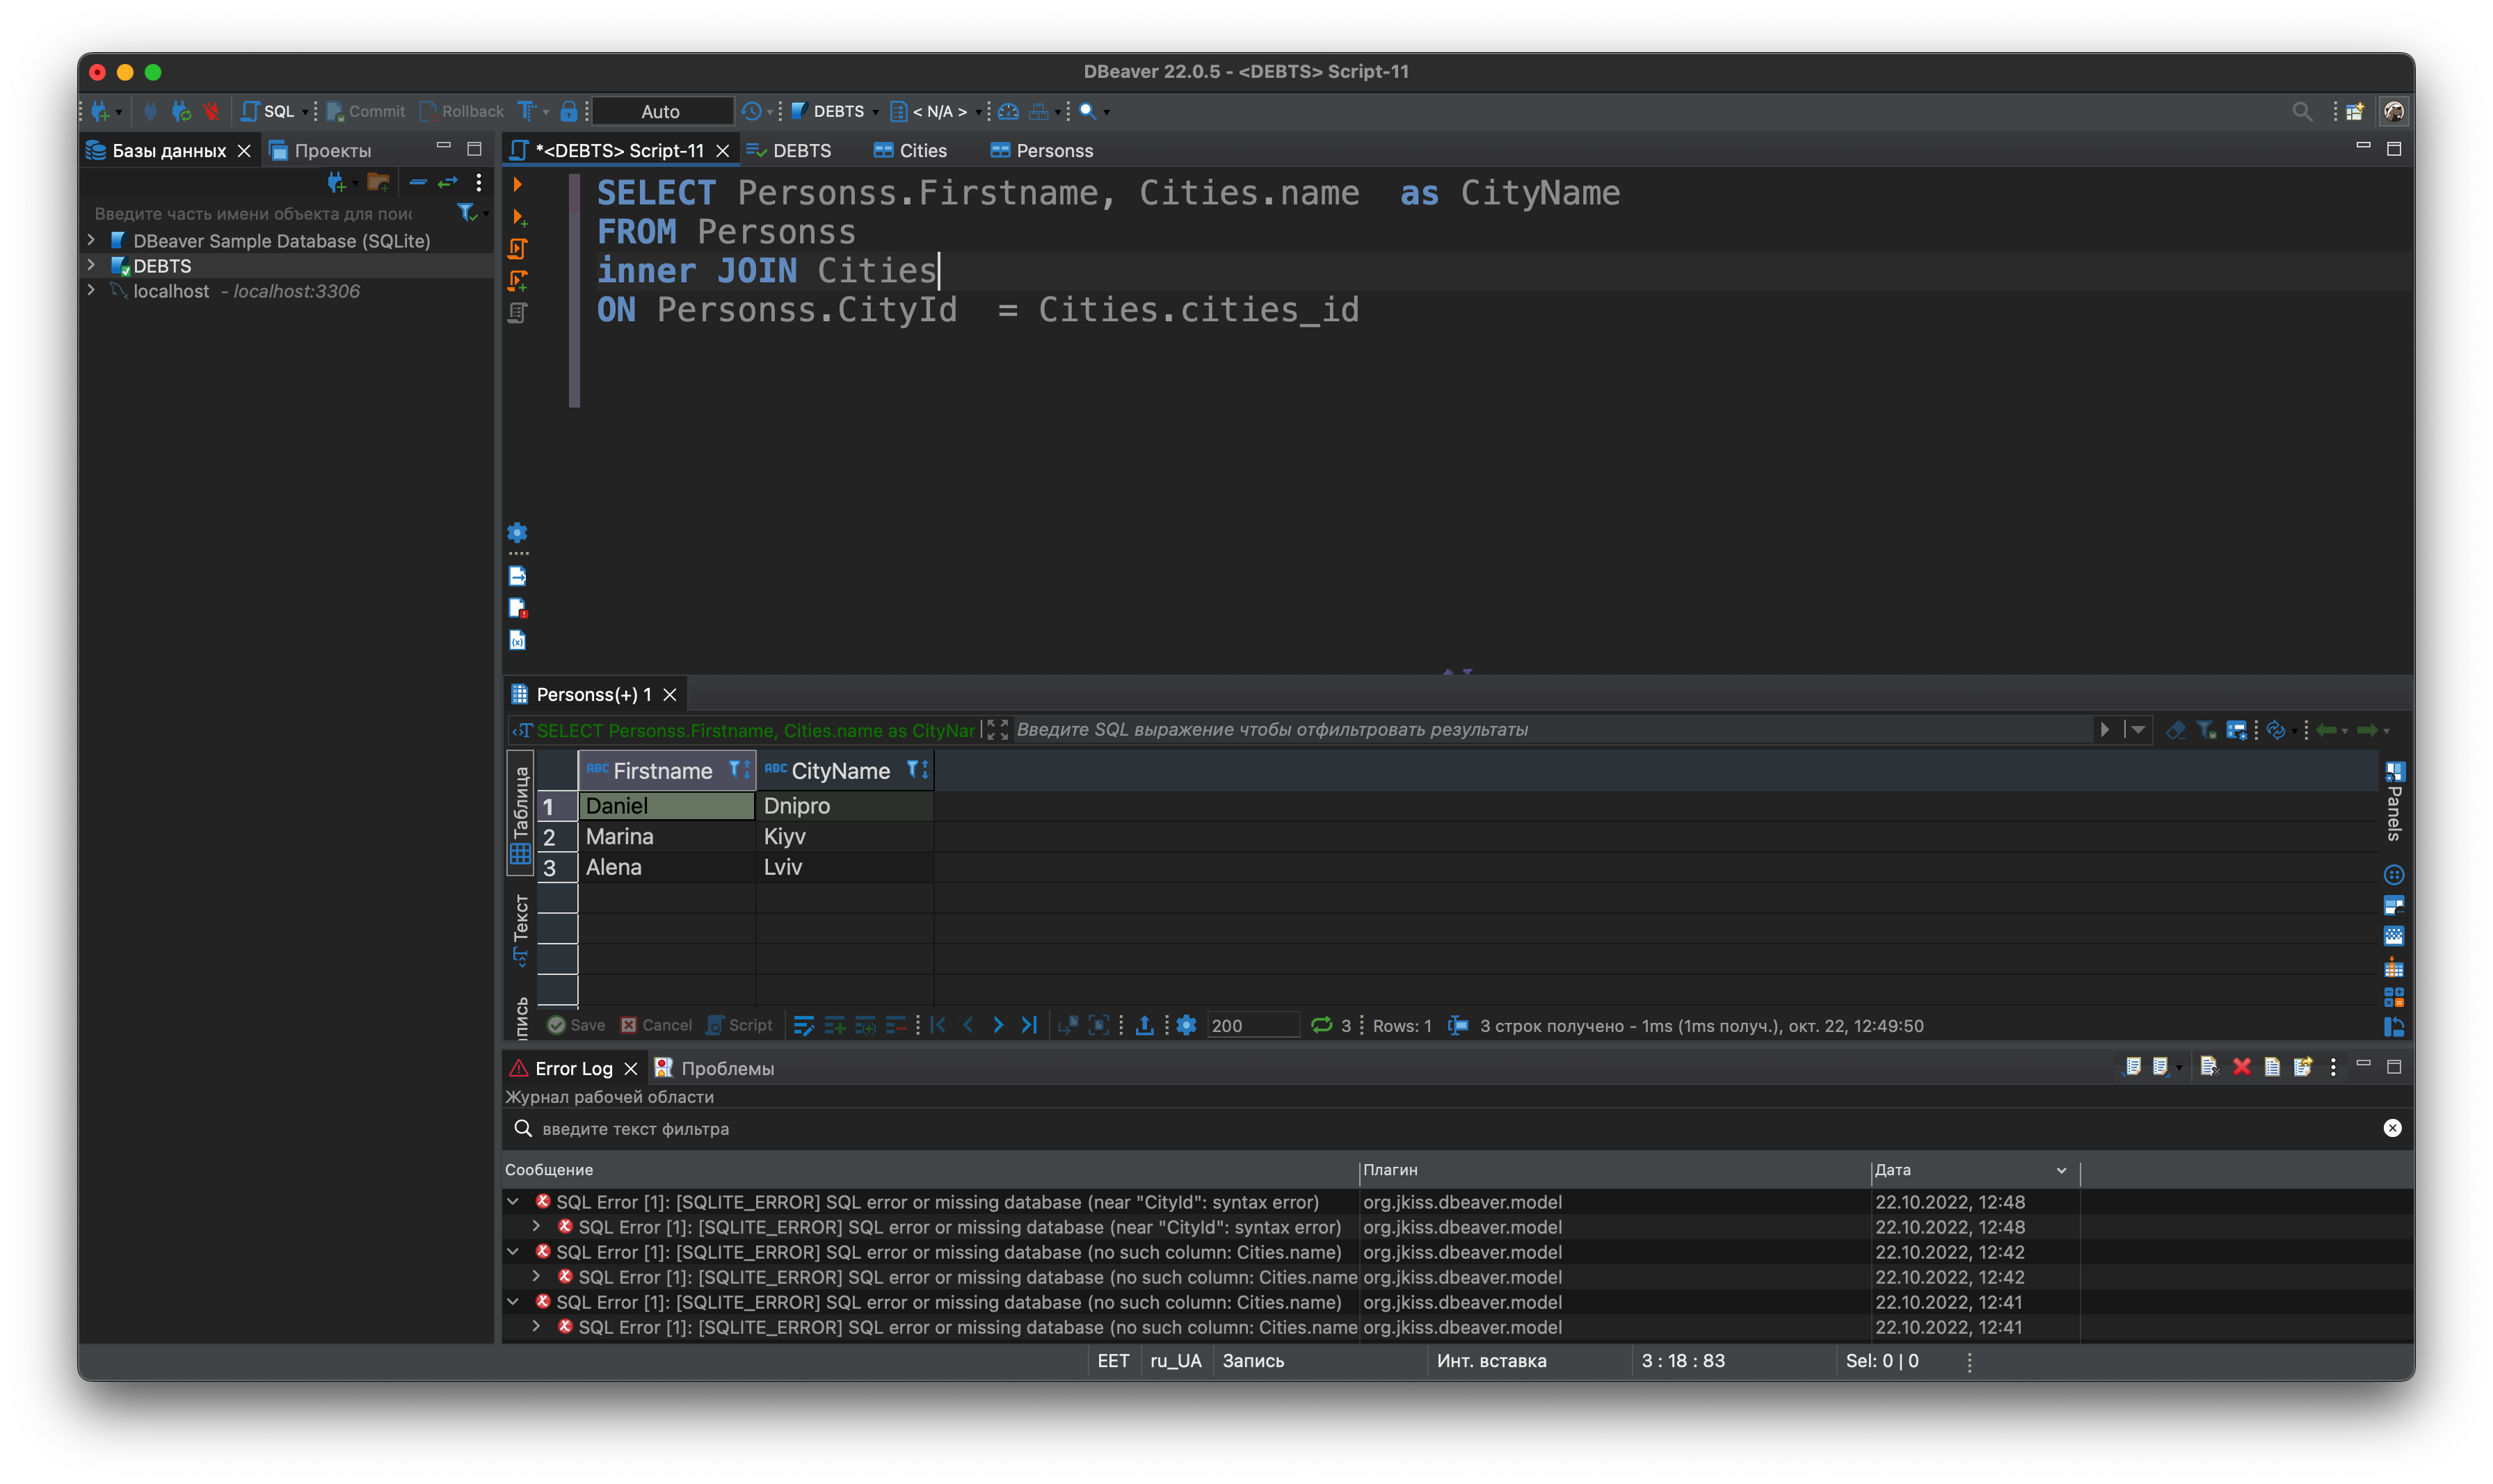 DBeaver 22.0.5 - <DEBTS> Script-11
SQL Commit Rollback Auto DEBTS < N/A >
Базы данных Проекты
*<DEBTS> Script-11 DEBTS Cities Personss
Введите часть имени объекта для поис
DBeaver Sample Database (SQLite)
DEBTS
localhost - localhost:3306
SELECT Personss.Firstname, Cities.name  as CityName
FROM Personss
inner JOIN Cities
ON Personss.CityId  = Cities.cities_id
Personss(+) 1
SELECT Personss.Firstname, Cities.name as CityNar
Введите SQL выражение чтобы отфильтровать результаты
Таблица
Текст
апись
Panels
ABC Firstname ABC CityName
1 Daniel Dnipro
2 Marina Kiyv
3 Alena Lviv
Save Cancel Script 200 3 Rows: 1 3 строк получено - 1ms (1ms получ.), окт. 22, 12:49:50
Error Log Проблемы
Журнал рабочей области
введите текст фильтра
Сообщение Плагин Дата
SQL Error [1]: [SQLITE_ERROR] SQL error or missing database (near "CityId": syntax error) org.jkiss.dbeaver.model 22.10.2022, 12:48
SQL Error [1]: [SQLITE_ERROR] SQL error or missing database (near "CityId": syntax error) org.jkiss.dbeaver.model 22.10.2022, 12:48
SQL Error [1]: [SQLITE_ERROR] SQL error or missing database (no such column: Cities.name) org.jkiss.dbeaver.model 22.10.2022, 12:42
SQL Error [1]: [SQLITE_ERROR] SQL error or missing database (no such column: Cities.name org.jkiss.dbeaver.model 22.10.2022, 12:42
SQL Error [1]: [SQLITE_ERROR] SQL error or missing database (no such column: Cities.name) org.jkiss.dbeaver.model 22.10.2022, 12:41
SQL Error [1]: [SQLITE_ERROR] SQL error or missing database (no such column: Cities.name org.jkiss.dbeaver.model 22.10.2022, 12:41
EET ru_UA Запись Инт. вставка 3 : 18 : 83 Sel: 0 | 0